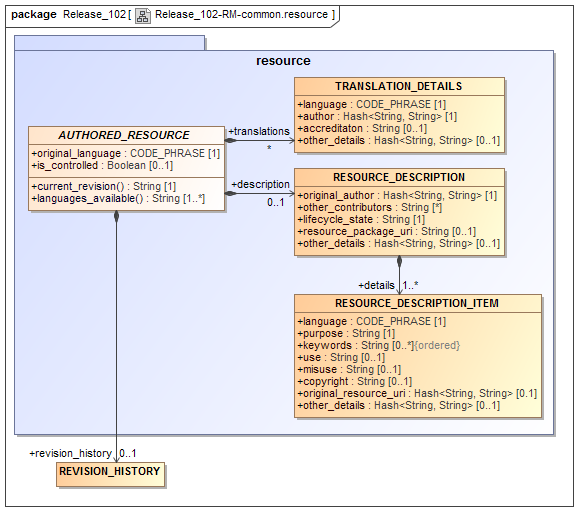 package Release_102 [ Release_102-RM-common.resource ]
resource
TRANSLATION_DETAILS
+language : CODE_PHRASE [1]
+author : Hash<String, String> [1]
+accreditaton : String [0..1]
+other_details : Hash<String, String> [0..1]
AUTHORED_RESOURCE
+original_language : CODE_PHRASE [1]
+is_controlled : Boolean [0..1]
+current_revision() : String [1]
+languages_available() : String [1..*]
+translations
*
+description
0..1
RESOURCE_DESCRIPTION
+original_author : Hash<String, String> [1]
+other_contributors : String [*]
+lifecycle_state : String [1]
+resource_package_uri : String [0..1]
+other_details : Hash<String, String> [0..1]
+details 1..*
RESOURCE_DESCRIPTION_ITEM
+language : CODE_PHRASE [1]
+purpose : String [1]
+keywords : String [0..*]{ordered}
+use : String [0..1]
+misuse : String [0..1]
+copyright : String [0..1]
+original_resource_uri : Hash<String, String> [0.1]
+other_details : Hash<String, String> [0..1]
+revision_history 0..1
REVISION_HISTORY